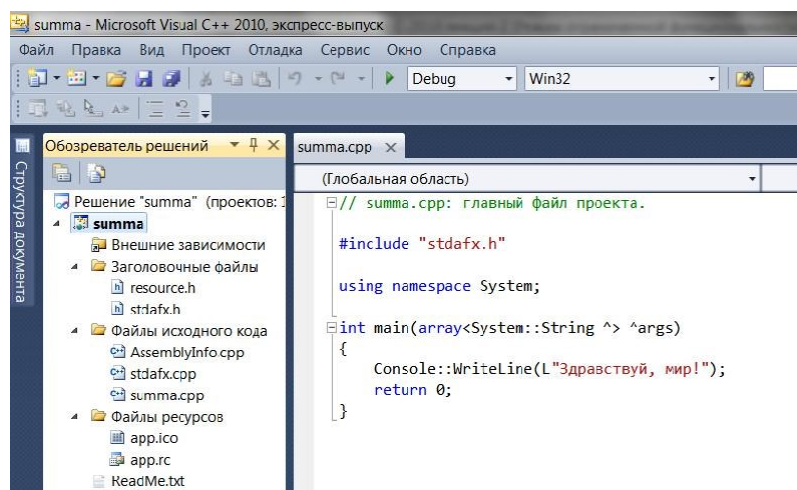 summa - Microsoft Visual C++ 2010, экспресс-выпуск
Файл Правка Вид Проект Отладка Сервис Окно Справка
Debug Win32
Структура документа
Обозреватель решений
Решение "summa" (проектов: 1
summa
Внешние зависимости
Заголовочные файлы
resource.h
stdafx.h
Файлы исходного кода
AssemblyInfo.cpp
stdafx.cpp
summa.cpp
Файлы ресурсов
app.ico
app.rc
ReadMe.txt
summa.cpp
(Глобальная область)
// summa.cpp: главный файл проекта.
#include "stdafx.h"
using namespace System;
int main(array<System::String ^> ^args)
{
Console::WriteLine(L"Здравствуй, мир!");
return 0;
}